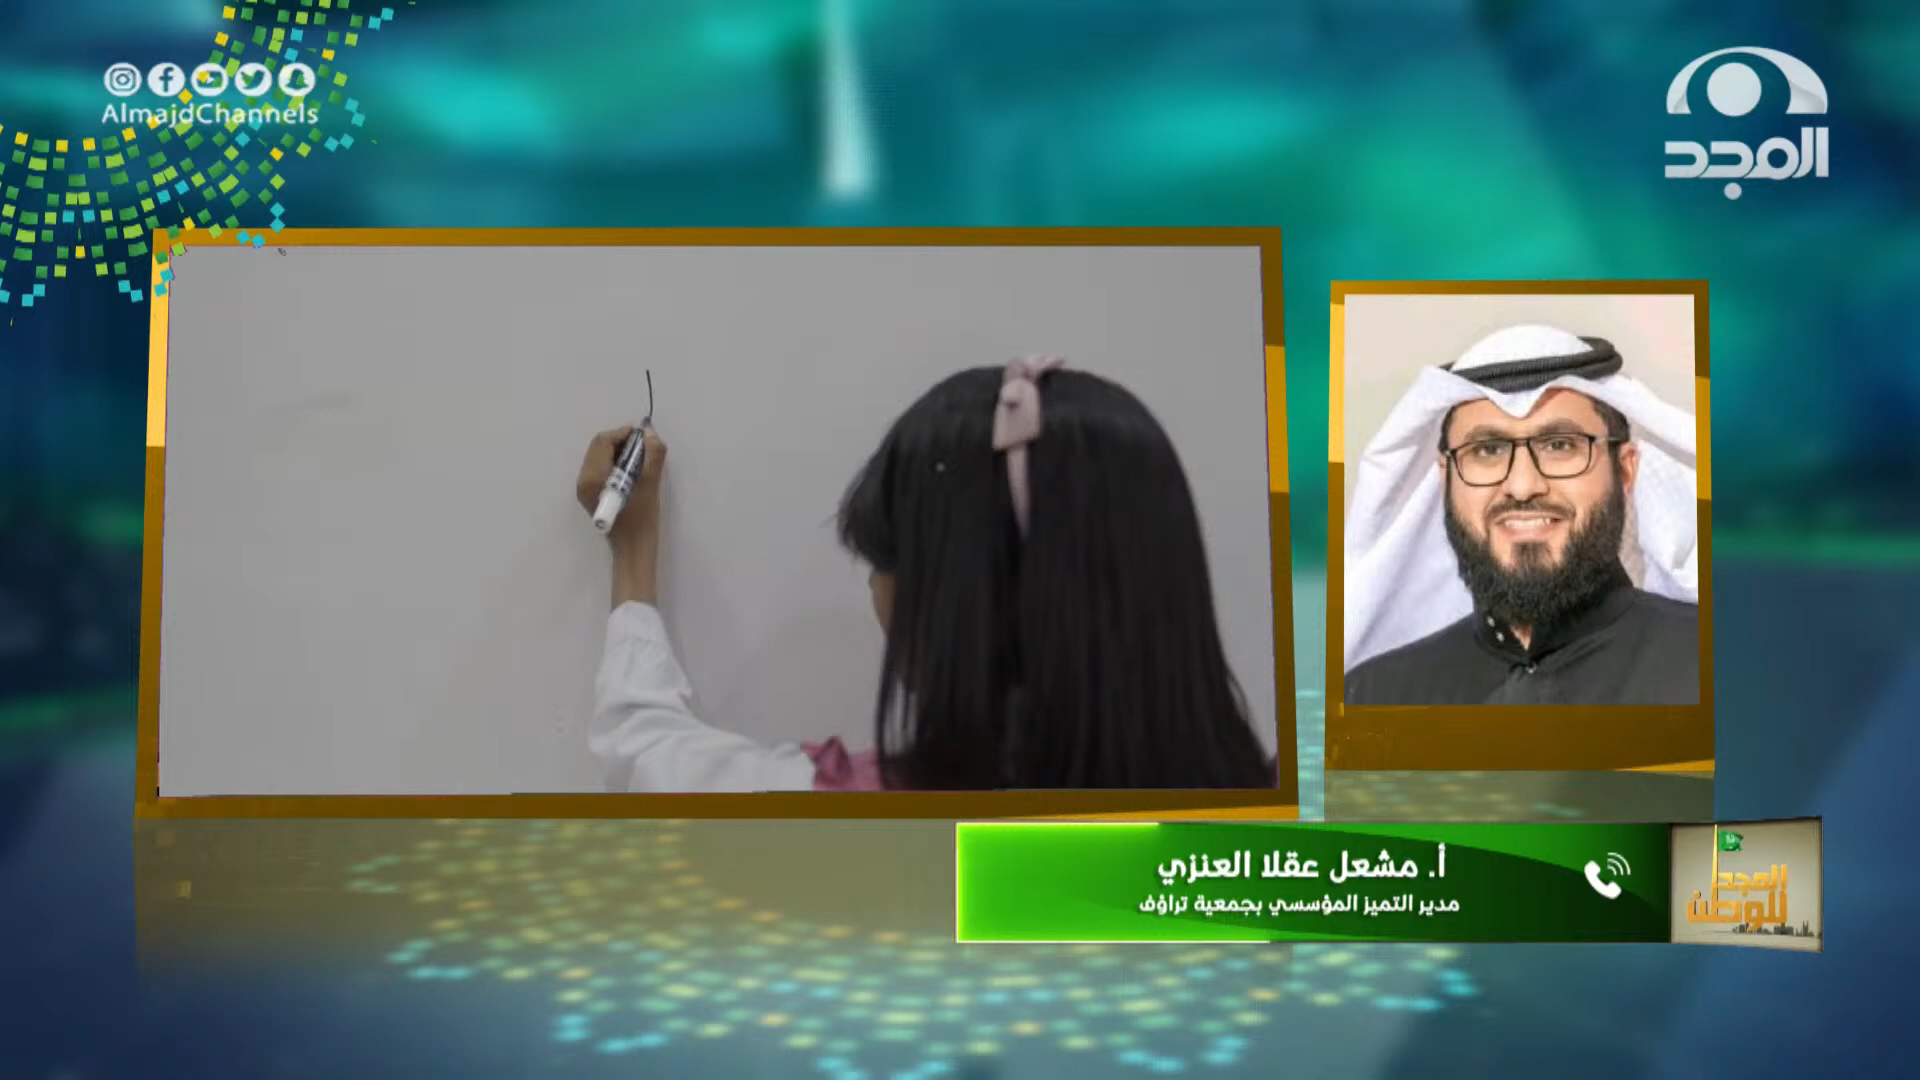 AlmajdChannels
المجد
أ. مشعل عقلا العنزي
مدير التميز المؤسسي بجمعية تراؤف
المجد
للوطن